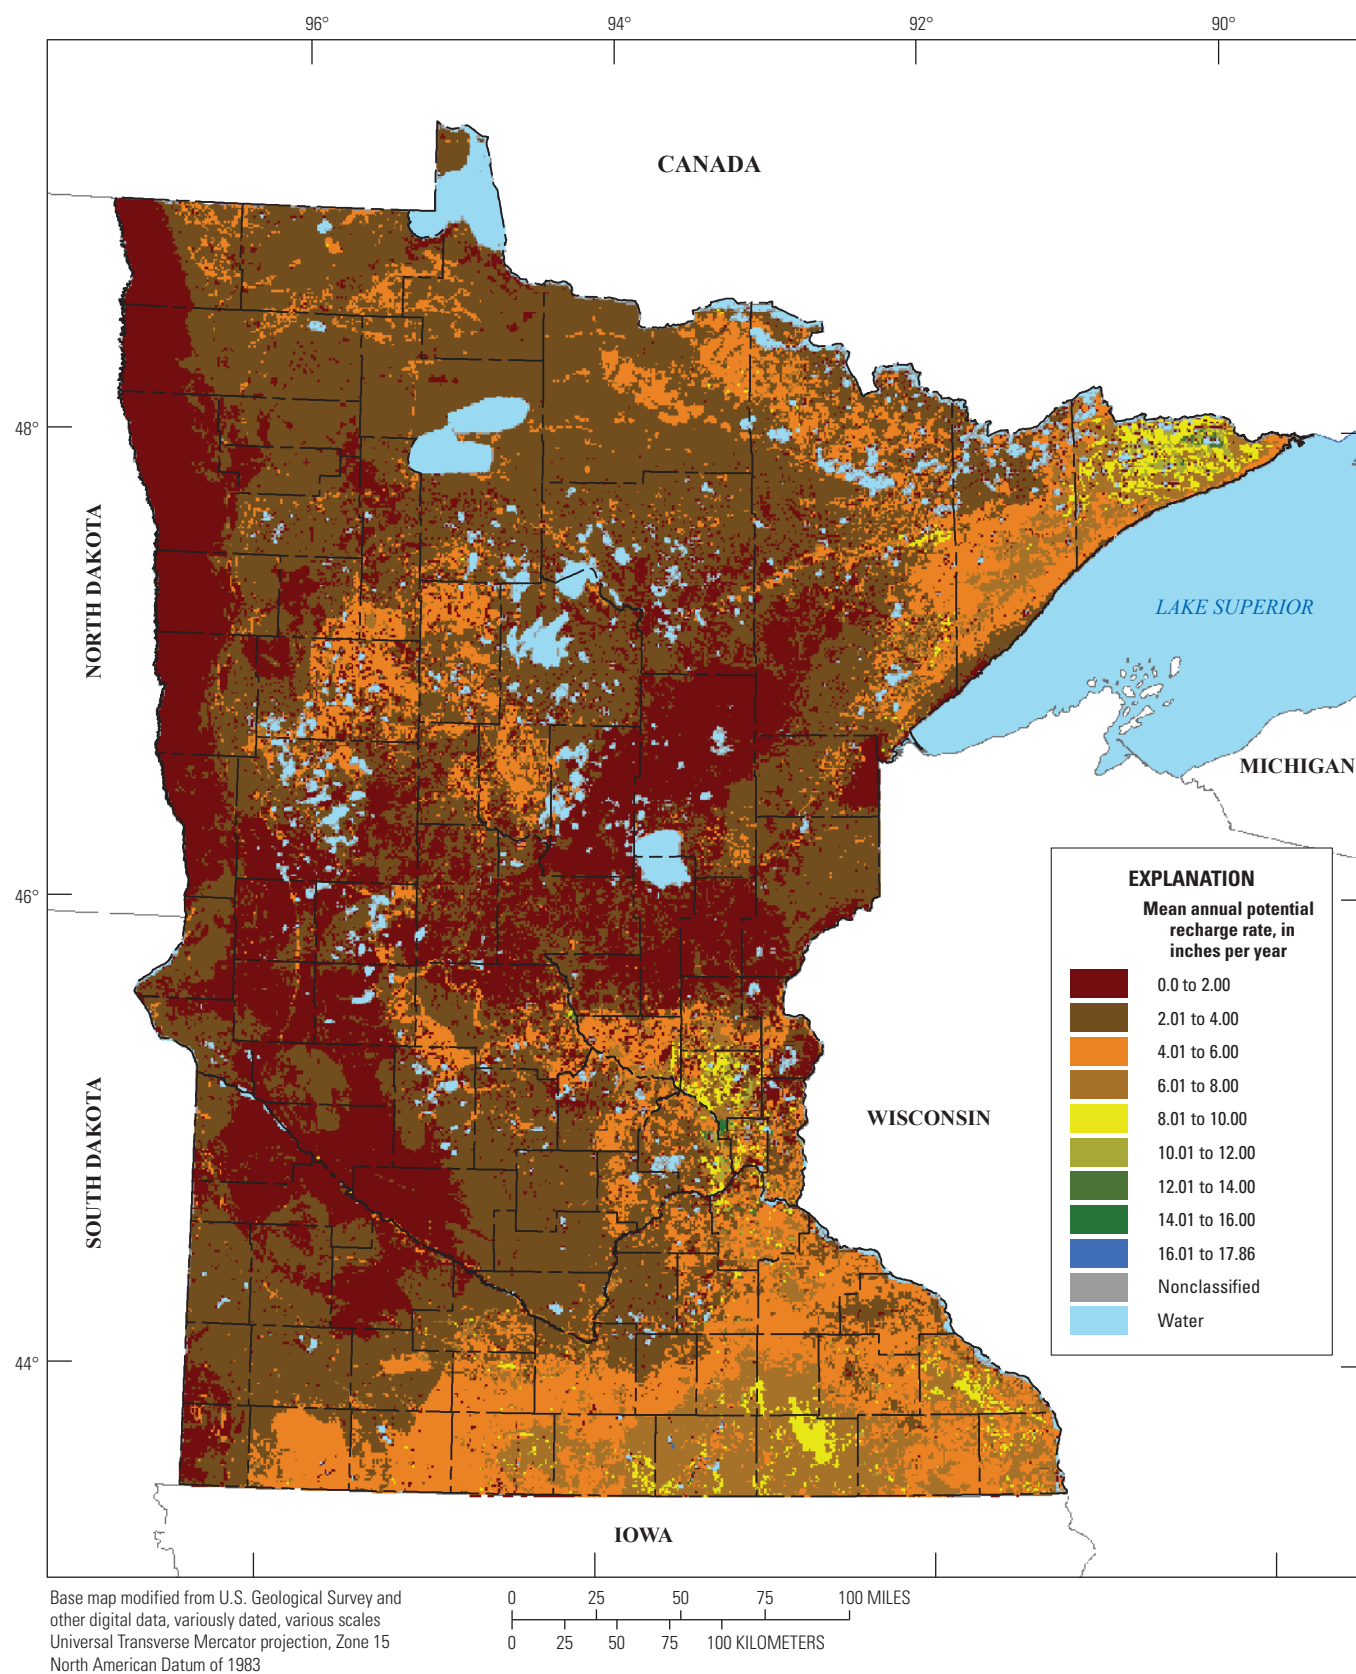 96° 94° 92° 90°
CANADA
48°
NORTH DAKOTA
LAKE SUPERIOR
MICHIGAN
46°
EXPLANATION
Mean annual potential
recharge rate, in
inches per year
0.0 to 2.00
2.01 to 4.00
4.01 to 6.00
6.01 to 8.00
8.01 to 10.00
10.01 to 12.00
12.01 to 14.00
14.01 to 16.00
16.01 to 17.86
Nonclassified
Water
WISCONSIN
SOUTH DAKOTA
44°
IOWA
Base map modified from U.S. Geological Survey and
other digital data, variously dated, various scales
Universal Transverse Mercator projection, Zone 15
North American Datum of 1983
0 25 50 75 100 MILES
0 25 50 75 100 KILOMETERS